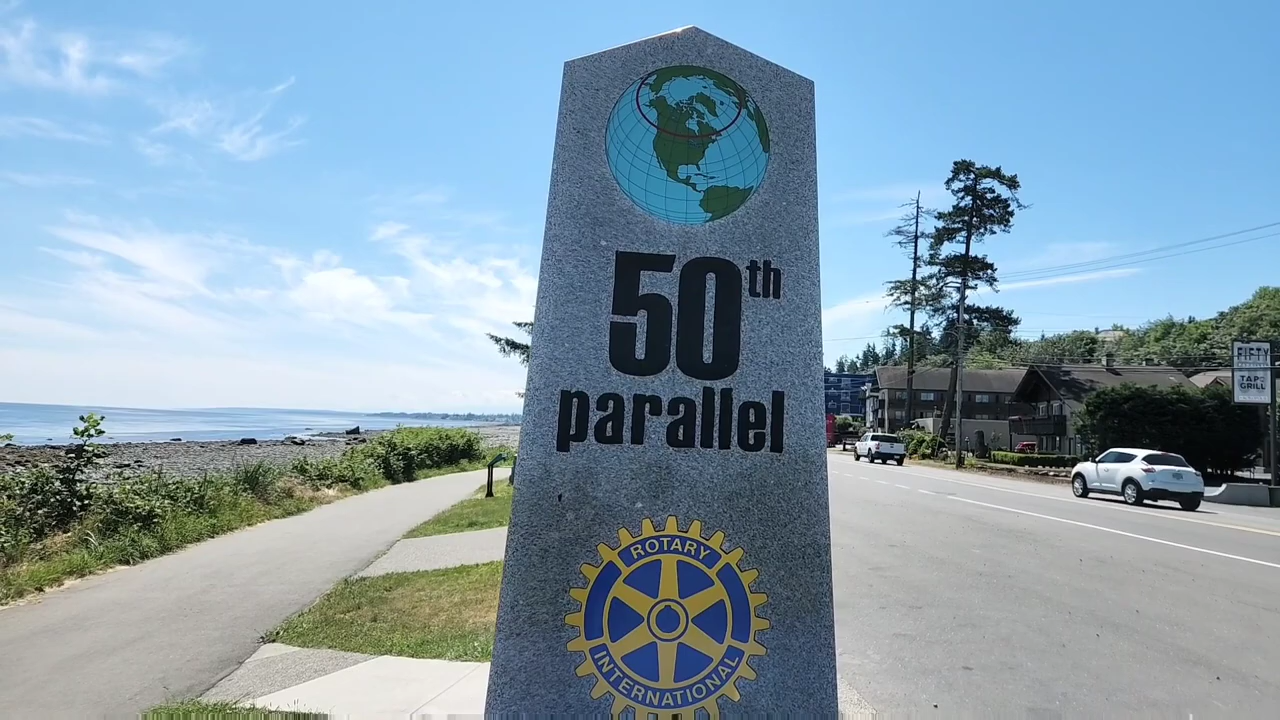 50th
parallel
ROTARY
INTERNATIONAL
FIFTY
TAP &
GRILL